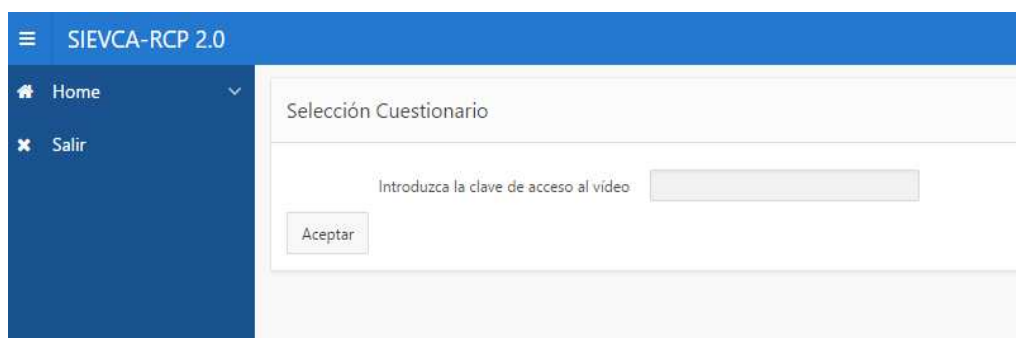 SIEVCA-RCP 2.0
Home
Salir
Selección Cuestionario
Introduzca la clave de acceso al vídeo
Aceptar